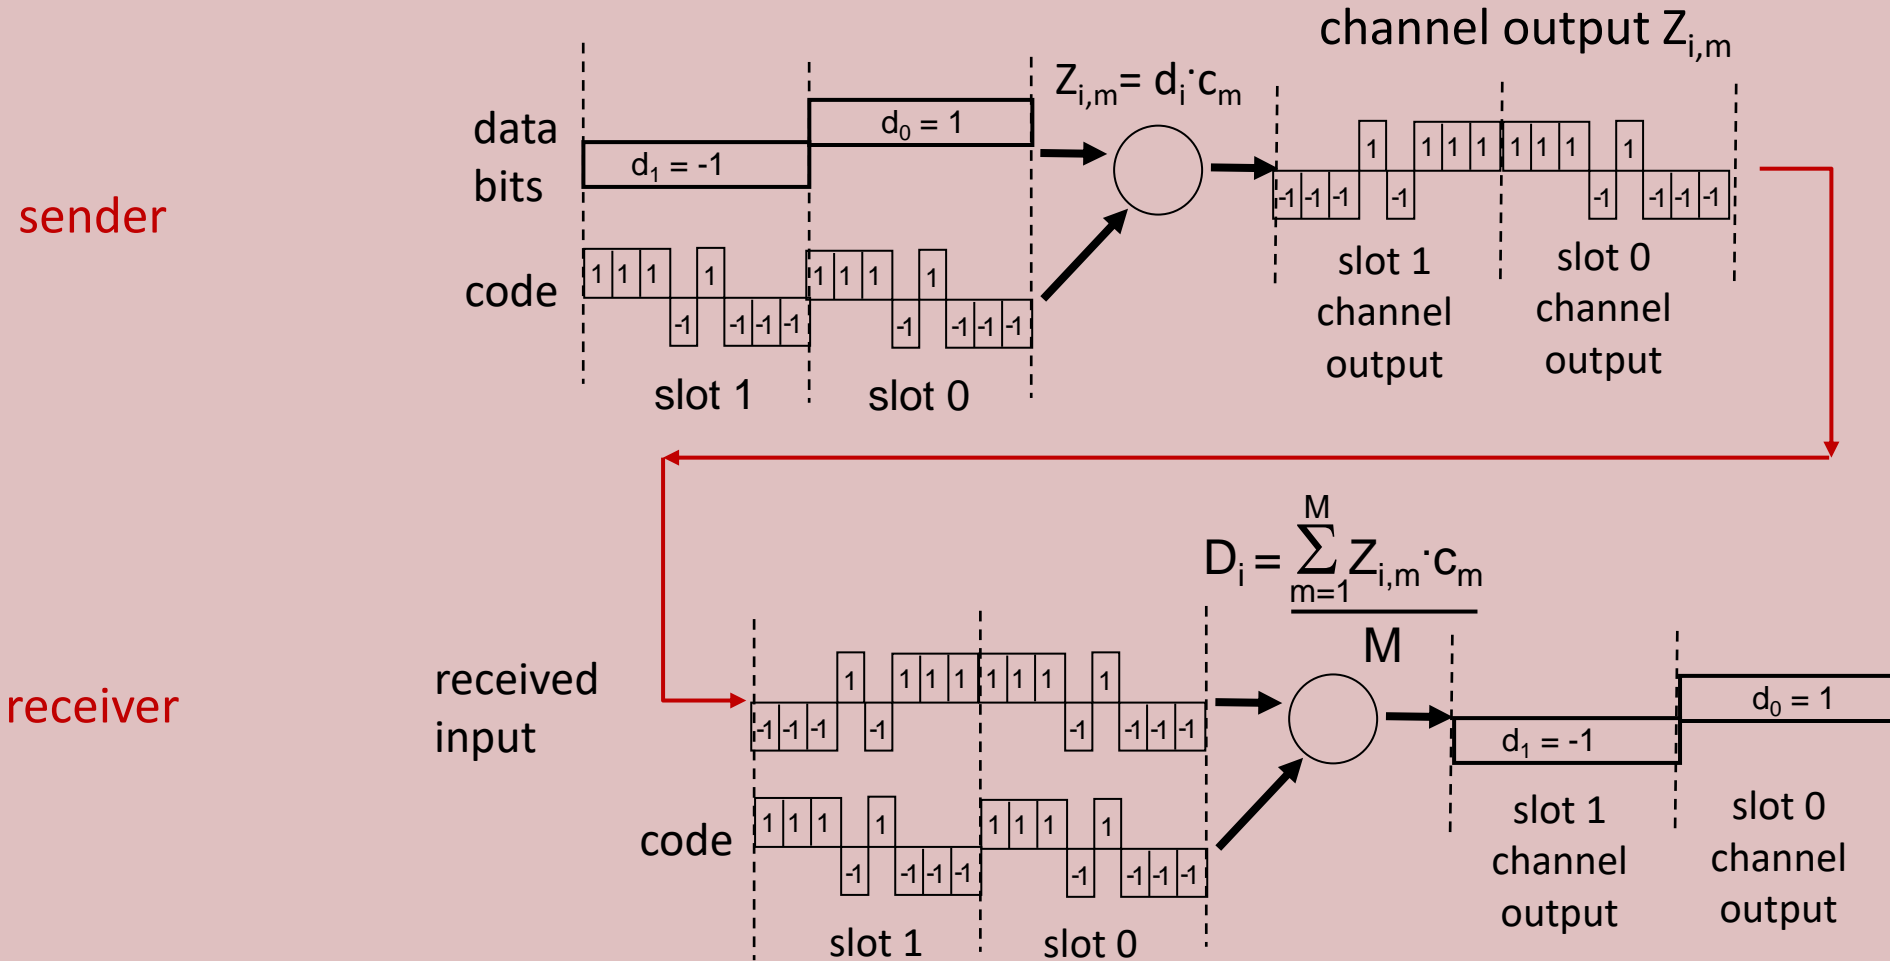 channel output Z_{i,m}
Z_{i,m} = d_i·c_m
sender
data
bits
d_1 = -1
d_0 = 1
code
1 1 1 -1 1 -1 -1 -1
1 1 1 -1 1 -1 -1 -1
slot 1
slot 0
-1 -1 -1 1 -1 1 1 1
1 1 1 -1 1 -1 -1 -1
slot 1
channel
output
slot 0
channel
output
D_i = Σ_{m=1}^{M} Z_{i,m}·c_m
M
receiver
received
input
-1 -1 -1 1 -1 1 1 1
1 1 1 -1 1 -1 -1 -1
code
1 1 1 -1 1 -1 -1 -1
1 1 1 -1 1 -1 -1 -1
slot 1
slot 0
d_1 = -1
d_0 = 1
slot 1
channel
output
slot 0
channel
output